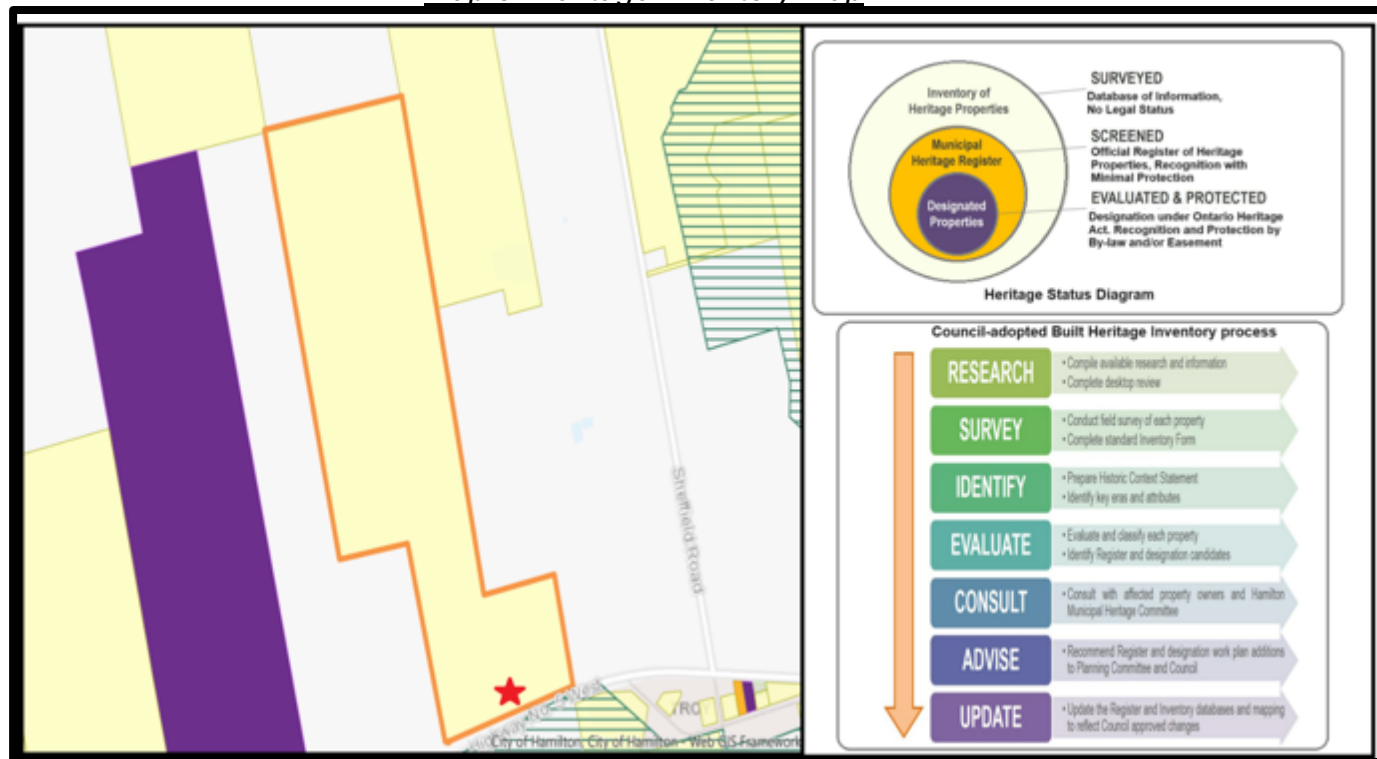 Sheffield Road
TRO
City of Hamilton, City of Hamilton - Web GIS Framework
Inventory of
Heritage Properties
Municipal
Heritage Register
Designated
Properties
SURVEYED
Database of Information,
No Legal Status
SCREENED
Official Register of Heritage
Properties, Recognition with
Minimal Protection
EVALUATED & PROTECTED
Designation under Ontario Heritage
Act. Recognition and Protection by
By-law and/or Easement
Heritage Status Diagram
Council-adopted Built Heritage Inventory process
RESEARCH
• Compile available research and information
• Complete desktop review
SURVEY
• Conduct field survey of each property
• Complete standard Inventory Form
IDENTIFY
• Prepare Historic Context Statement
• Identify key eras and attributes
EVALUATE
• Evaluate and classify each property
• Identify Register and designation candidates
CONSULT
• Consult with affected property owners and Hamilton
Municipal Heritage Committee
ADVISE
• Recommend Register and designation work plan additions
to Planning Committee and Council
UPDATE
• Update the Register and Inventory databases and mapping
to reflect Council approved changes